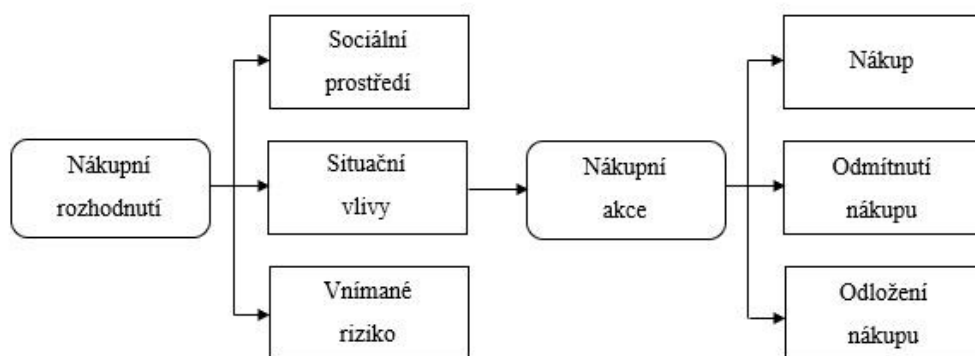 Sociální
prostředí
Nákup
Nákupní
rozhodnutí
Situační
vlivy
Nákupní
akce
Odmítnutí
nákupu
Vnímané
riziko
Odložení
nákupu